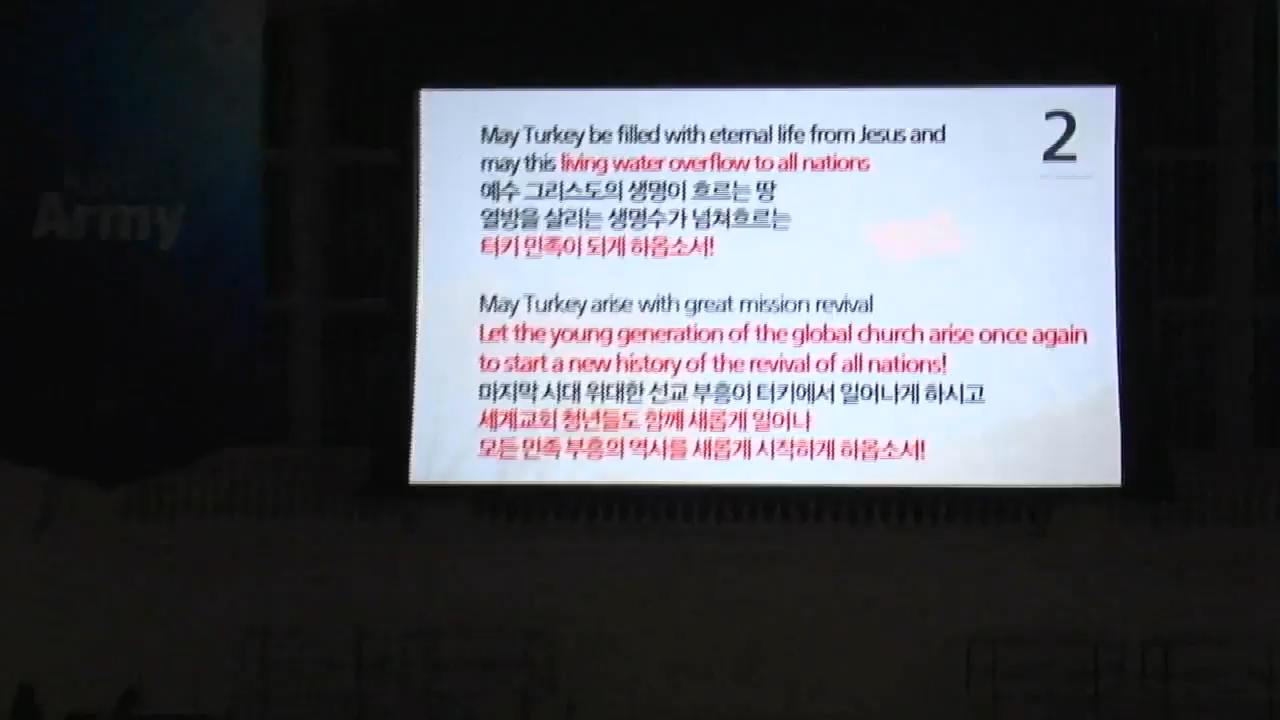 Army
2
May Turkey be filled with eternal life from Jesus and
may this living water overflow to all nations
예수 그리스도의 생명이 흐르는 땅
열방을 살리는 생명수가 넘쳐흐르는
터키 민족이 되게 하옵소서!
May Turkey arise with great mission revival
Let the young generation of the global church arise once again
to start a new history of the revival of all nations!
마지막 시대 위대한 선교 부흥이 터키에서 일어나게 하시고
세계교회 청년들도 함께 새롭게 일어나
모든 민족 부흥의 역사를 새롭게 시작하게 하옵소서!